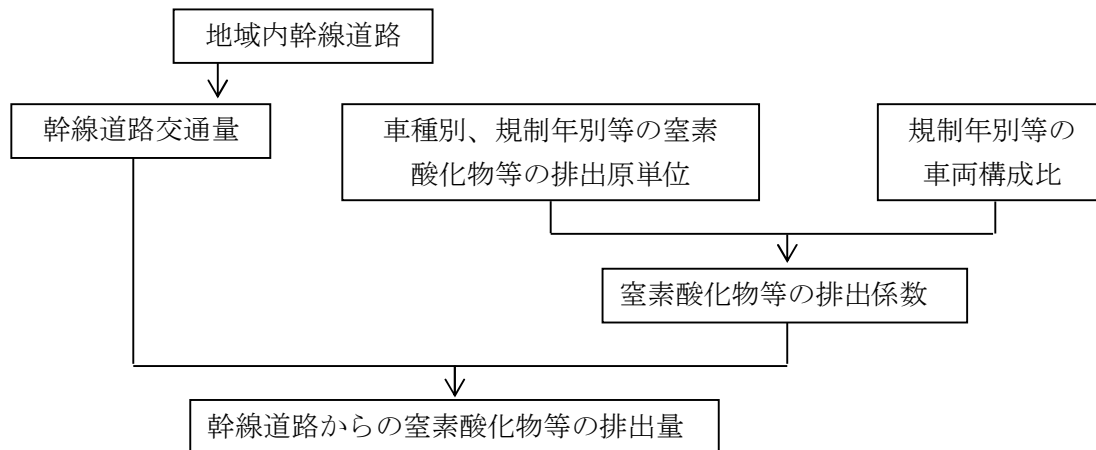 地域内幹線道路
幹線道路交通量
車種別、規制年別等の窒素
酸化物等の排出原単位
規制年別等の
車両構成比
窒素酸化物等の排出係数
幹線道路からの窒素酸化物等の排出量